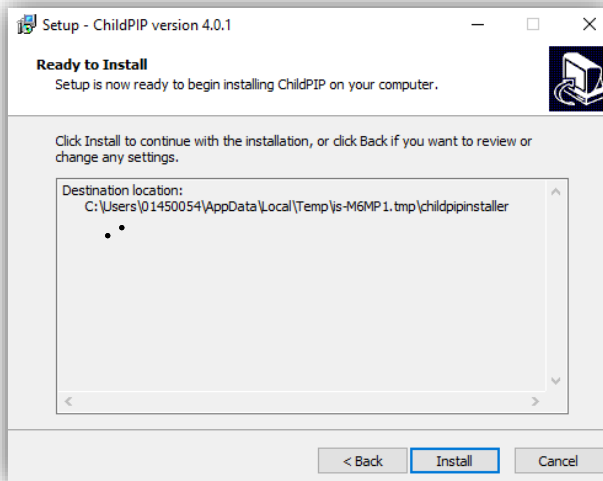 Setup - ChildPIP version 4.0.1
Ready to Install
Setup is now ready to begin installing ChildPIP on your computer.
Click Install to continue with the installation, or click Back if you want to review or
change any settings.
Destination location:
C:\Users\01450054\AppData\Local\Temp\is-M6MP1.tmp\childpipinstaller
< Back
Install
Cancel